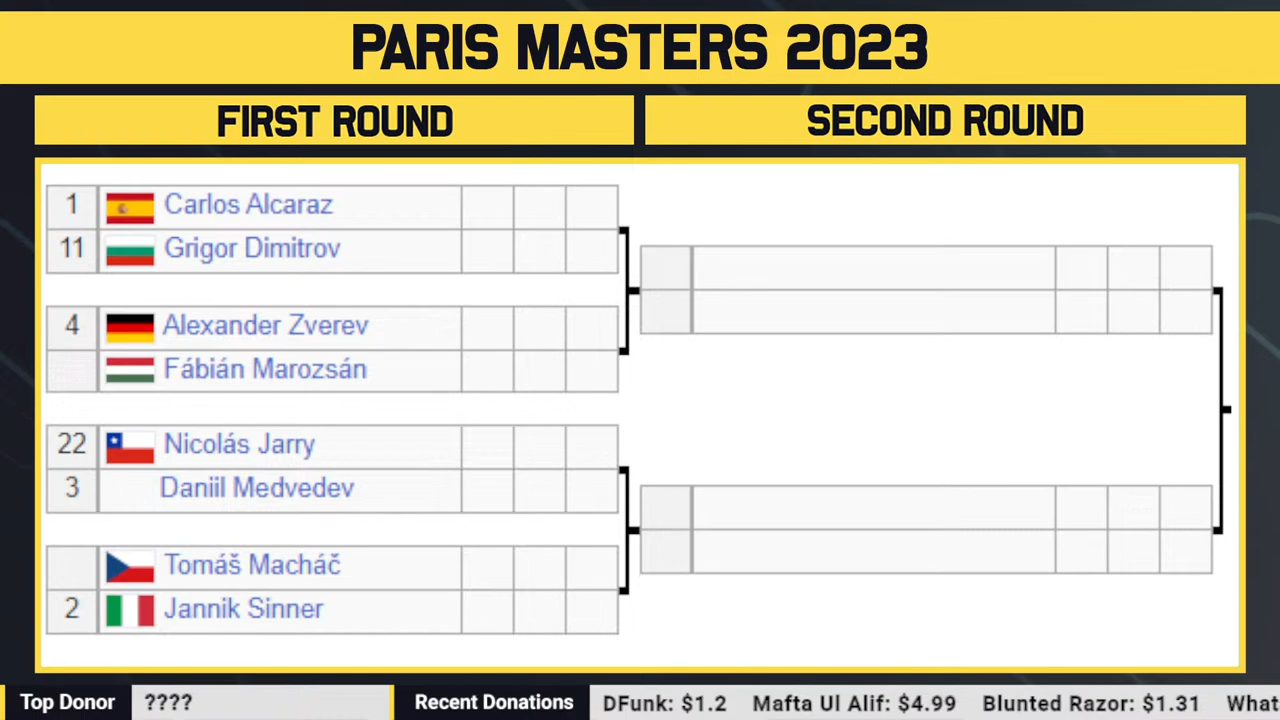 PARIS MASTERS 2023
FIRST ROUND
SECOND ROUND
1 Carlos Alcaraz
11 Grigor Dimitrov
4 Alexander Zverev
Fábián Marozsán
22 Nicolás Jarry
3 Daniil Medvedev
Tomáš Macháč
2 Jannik Sinner
Top Donor ???? Recent Donations DFunk: $1.2 Mafta Ul Alif: $4.99 Blunted Razor: $1.31 What